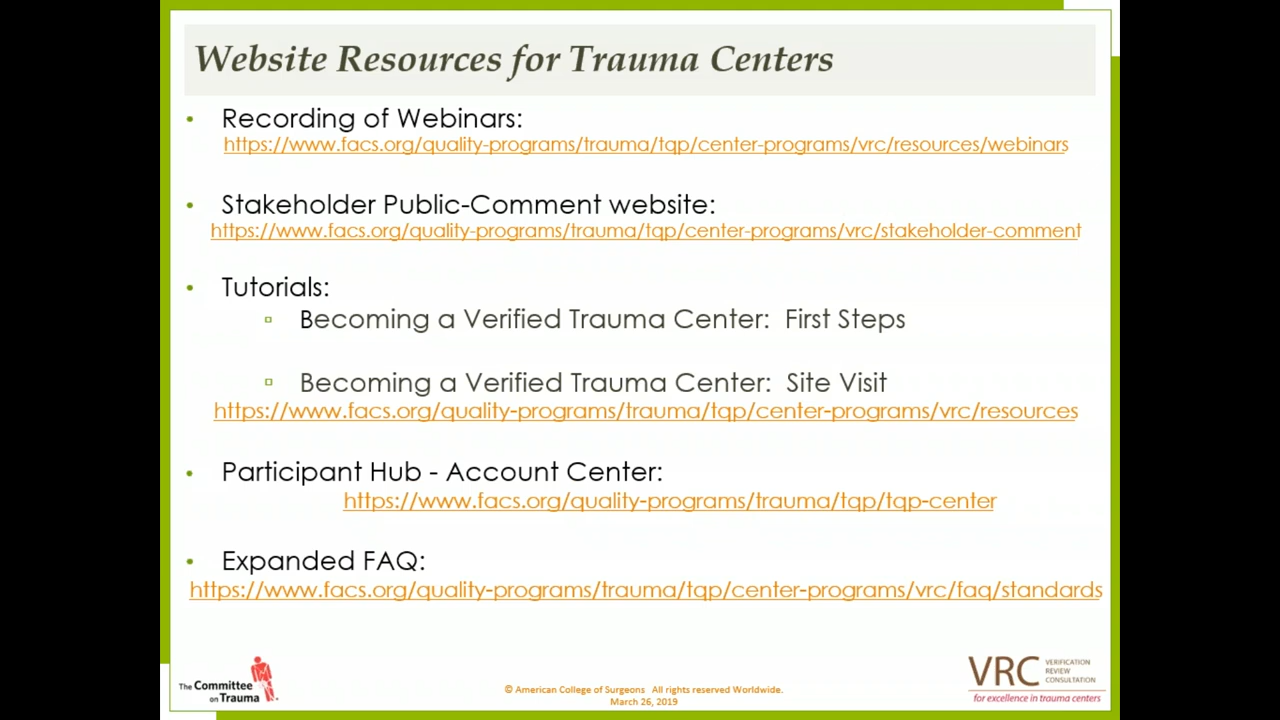 Website Resources for Trauma Centers
• Recording of Webinars:
https://www.facs.org/quality-programs/trauma/tqp/center-programs/vrc/resources/webinars
• Stakeholder Public-Comment website:
https://www.facs.org/quality-programs/trauma/tqp/center-programs/vrc/stakeholder-comment
• Tutorials:
▫ Becoming a Verified Trauma Center: First Steps
▫ Becoming a Verified Trauma Center: Site Visit
https://www.facs.org/quality-programs/trauma/tqp/center-programs/vrc/resources
• Participant Hub - Account Center:
https://www.facs.org/quality-programs/trauma/tqp/tqp-center
• Expanded FAQ:
https://www.facs.org/quality-programs/trauma/tqp/center-programs/vrc/faq/standards
The Committee
on Trauma
© American College of Surgeons All rights reserved Worldwide.
March 26, 2019
VRC
VERIFICATION
REVIEW
CONSULTATION
for excellence in trauma centers